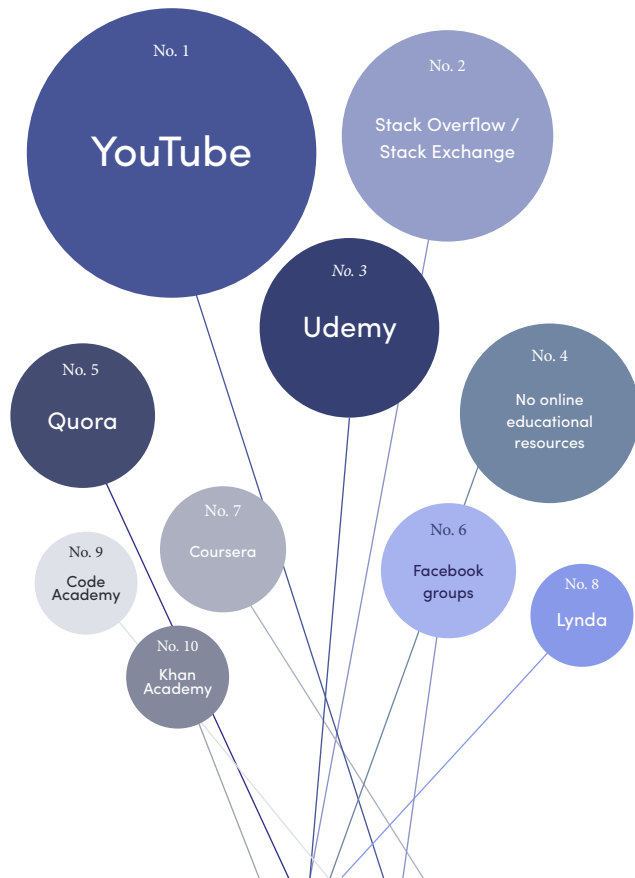 No. 1
YouTube
No. 2
Stack Overflow /
Stack Exchange
No. 3
Udemy
No. 4
No online
educational
resources
No. 5
Quora
No. 6
Facebook
groups
No. 7
Coursera
No. 8
Lynda
No. 9
Code
Academy
No. 10
Khan
Academy